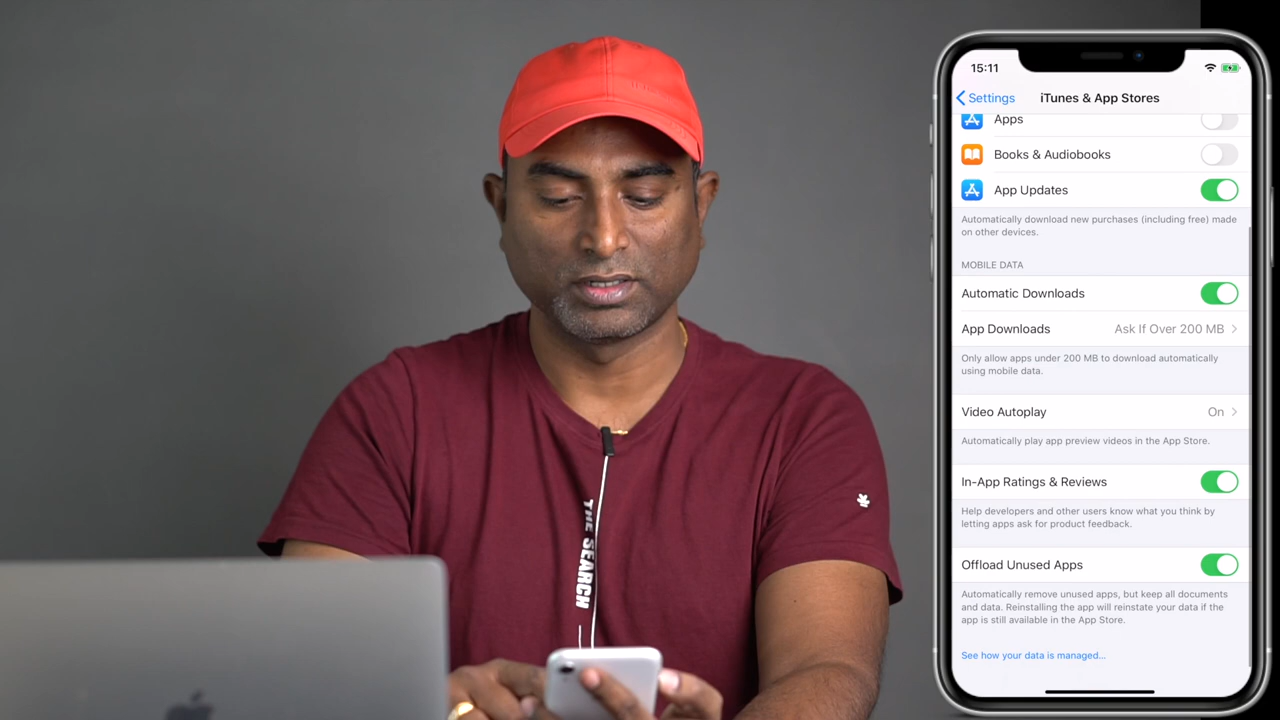 THE SEARCH
15:11
Settings
iTunes & App Stores
Apps
Books & Audiobooks
App Updates
Automatically download new purchases (including free) made
on other devices.
MOBILE DATA
Automatic Downloads
App Downloads
Ask If Over 200 MB
Only allow apps under 200 MB to download automatically
using mobile data.
Video Autoplay
On
Automatically play app preview videos in the App Store.
In-App Ratings & Reviews
Help developers and other users know what you think by
letting apps ask for product feedback.
Offload Unused Apps
Automatically remove unused apps, but keep all documents
and data. Reinstalling the app will reinstate your data if the
app is still available in the App Store.
See how your data is managed...